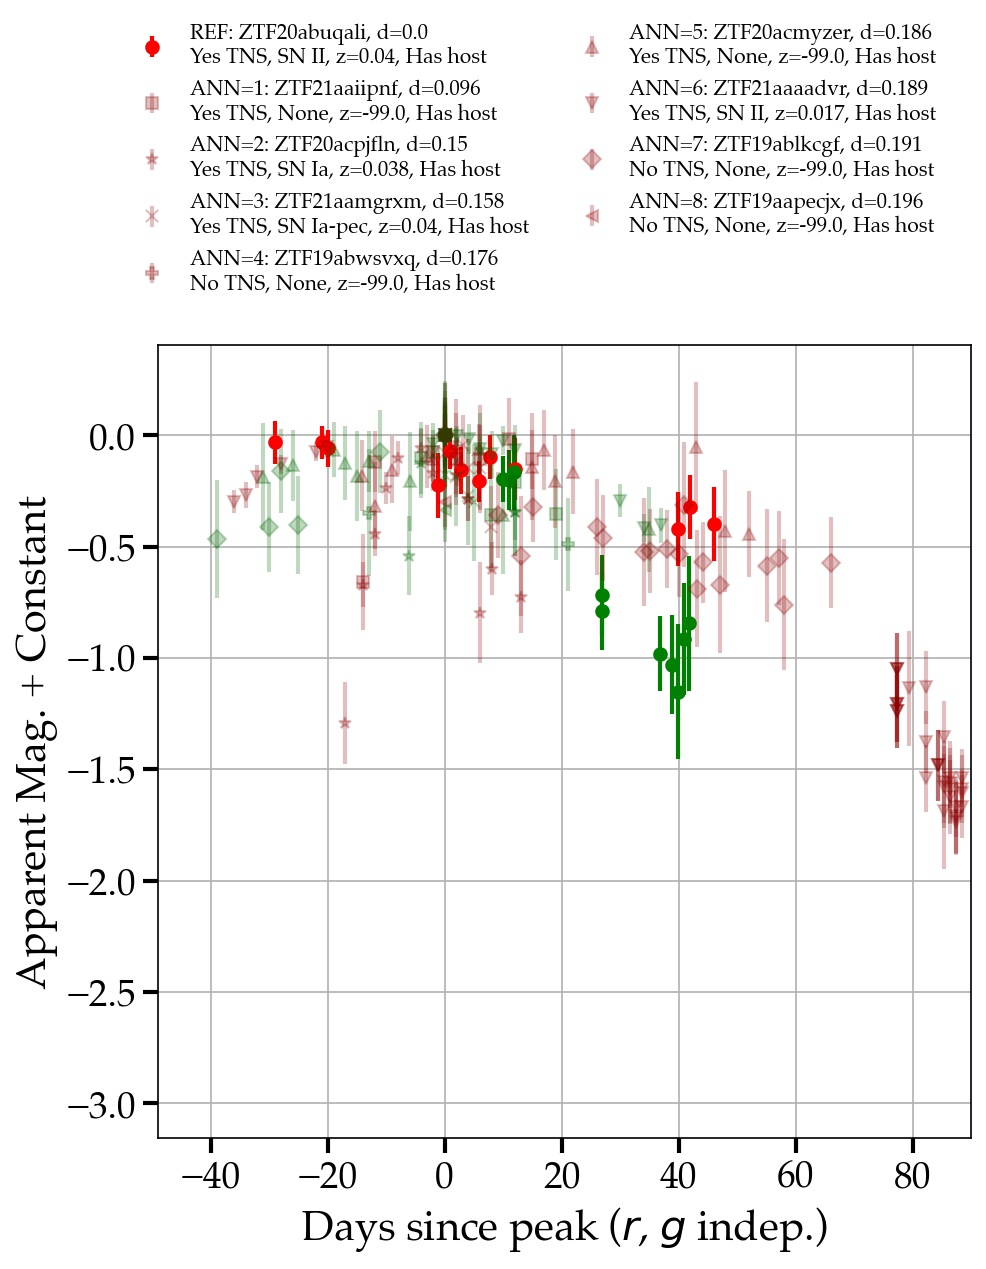 REF: ZTF20abuqali, d=0.0
Yes TNS, SN II, z=0.04, Has host
ANN=1: ZTF21aaiipnf, d=0.096
Yes TNS, None, z=-99.0, Has host
ANN=2: ZTF20acpjfln, d=0.15
Yes TNS, SN Ia, z=0.038, Has host
ANN=3: ZTF21aamgrxm, d=0.158
Yes TNS, SN Ia-pec, z=0.04, Has host
ANN=4: ZTF19abwsvxq, d=0.176
No TNS, None, z=-99.0, Has host
ANN=5: ZTF20acmyzer, d=0.186
Yes TNS, None, z=-99.0, Has host
ANN=6: ZTF21aaaadvr, d=0.189
Yes TNS, SN II, z=0.017, Has host
ANN=7: ZTF19ablkcgf, d=0.191
No TNS, None, z=-99.0, Has host
ANN=8: ZTF19aapecjx, d=0.196
No TNS, None, z=-99.0, Has host
Apparent Mag. + Constant
0.0
−0.5
−1.0
−1.5
−2.0
−2.5
−3.0
−40 −20 0 20 40 60 80
Days since peak (r, g indep.)